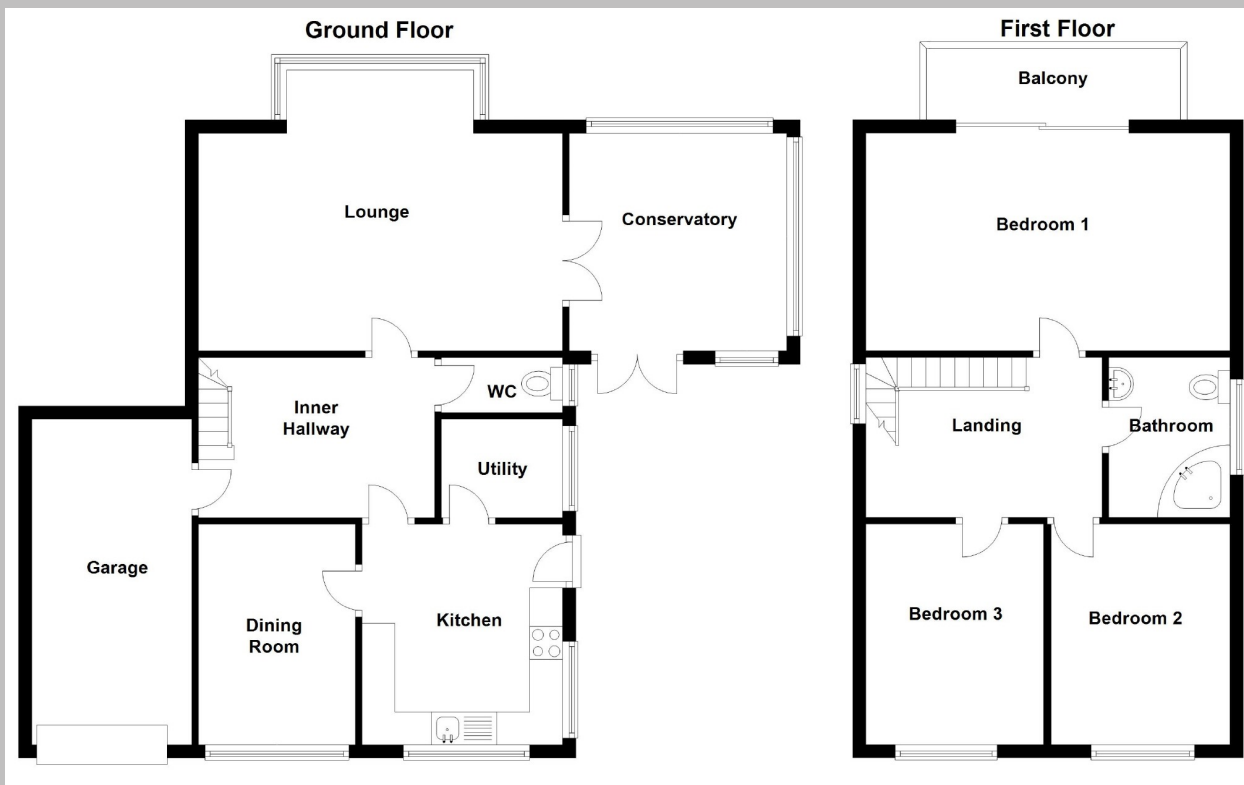 Ground Floor
Lounge
Conservatory
Inner
Hallway
WC
Utility
Garage
Dining
Room
Kitchen
First Floor
Balcony
Bedroom 1
Landing
Bathroom
Bedroom 3
Bedroom 2